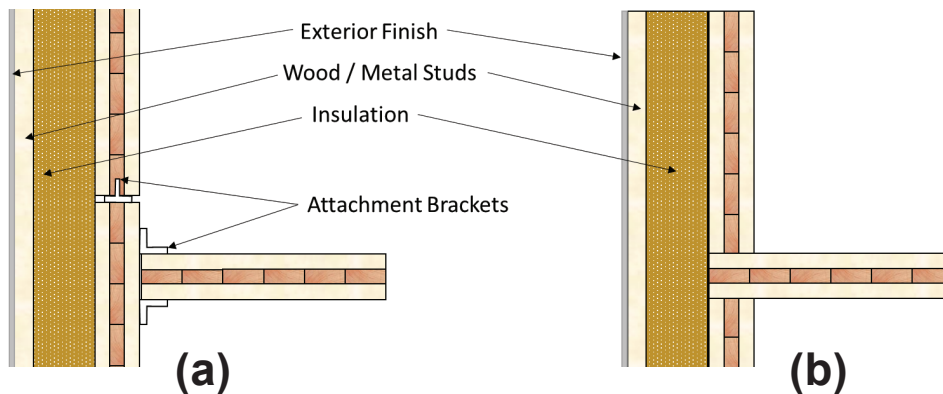 Exterior Finish
Wood / Metal Studs
Insulation
Attachment Brackets
(a)
(b)